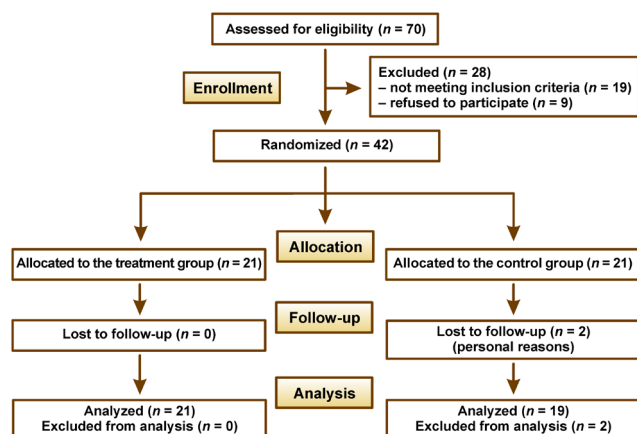 Assessed for eligibility (n = 70)
Enrollment
Excluded (n = 28)
– not meeting inclusion criteria (n = 19)
– refused to participate (n = 9)
Randomized (n = 42)
Allocation
Allocated to the treatment group (n = 21)
Allocated to the control group (n = 21)
Follow-up
Lost to follow-up (n = 0)
Lost to follow-up (n = 2)
(personal reasons)
Analysis
Analyzed (n = 21)
Excluded from analysis (n = 0)
Analyzed (n = 19)
Excluded from analysis (n = 2)